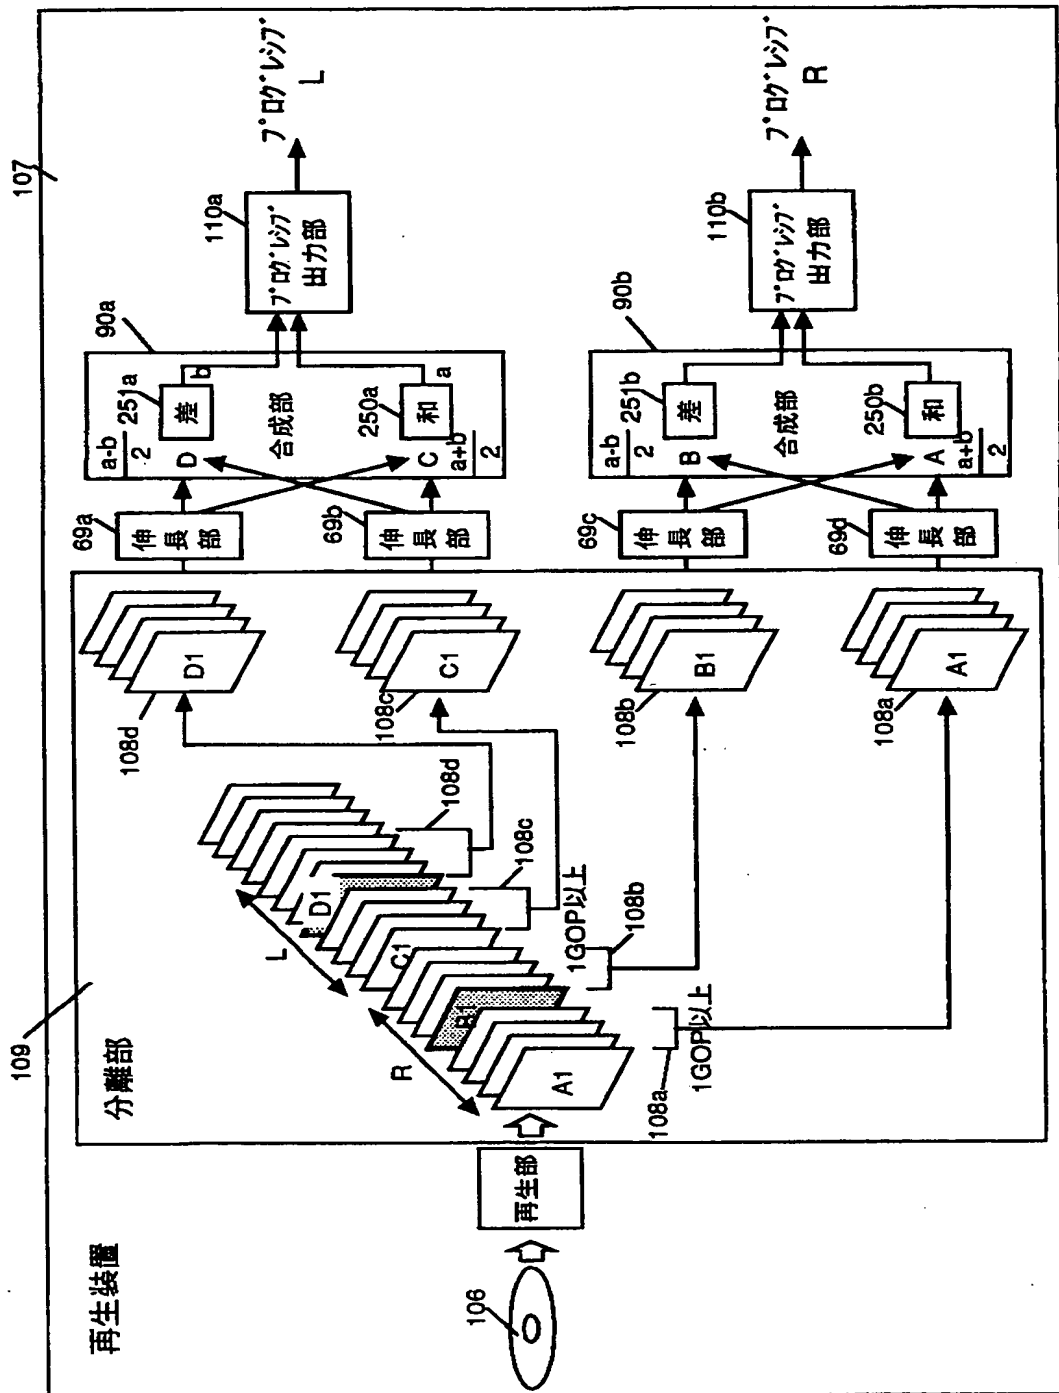 再生装置
107
109
分離部
106
再生部
A1
B1
C1
D1
R
L
108a
1GOP以上
108b
1GOP以上
108c
108d
108d
D1
108c
C1
108b
B1
108a
A1
69a
伸長部
69b
伸長部
69c
伸長部
69d
伸長部
90a
a-b
2
D
251a
差
b
合成部
C
a+b
2
250a
和
a
110a
プログレシブ
出力部
プログレシブ
L
90b
a-b
2
B
251b
差
合成部
A
a+b
2
250b
和
110b
プログレシブ
出力部
プログレシブ
R